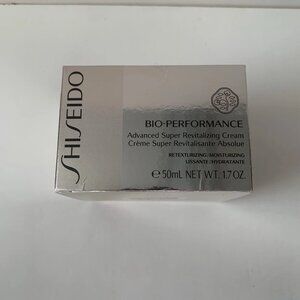 SHISEIDO
BIO-PERFORMANCE
Advanced Super Revitalizing Cream
Crème Super Revitalisante Absolue
RETEXTURIZING/MOISTURIZING
LISSANTE/HYDRATANTE
℮ 50mL NET WT. 1.7 OZ.